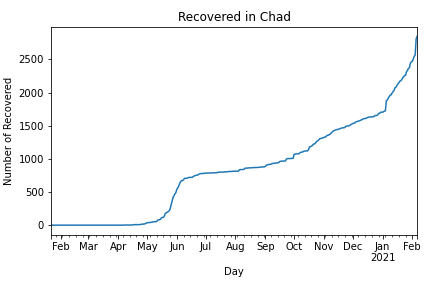 Recovered in Chad
Number of Recovered
2500
2000
1500
1000
500
0
Feb Mar Apr May Jun Jul Aug Sep Oct Nov Dec Jan Feb
2021
Day